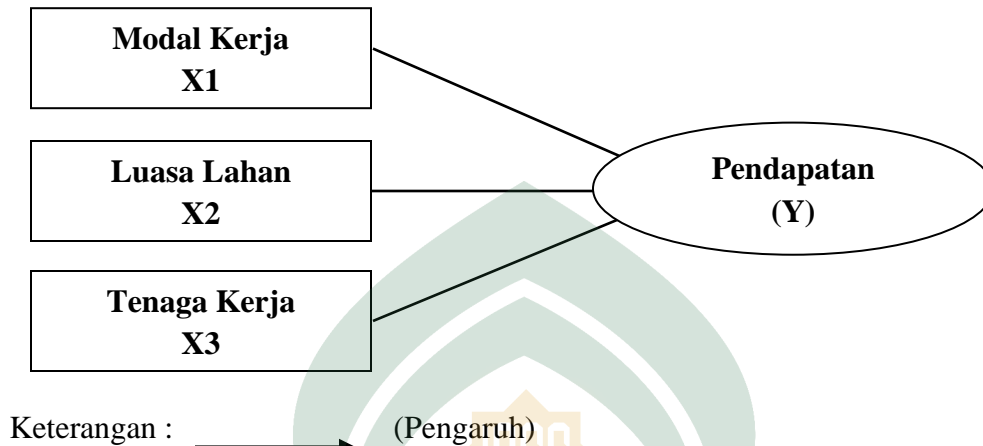 Modal Kerja
X1
Luasa Lahan
X2
Pendapatan
(Y)
Tenaga Kerja
X3
Keterangan : (Pengaruh)